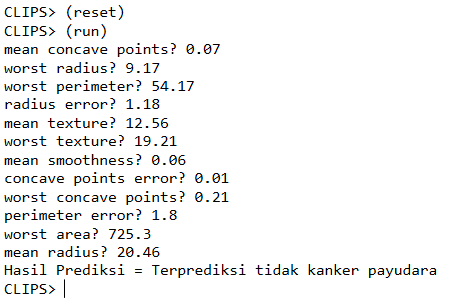 CLIPS> (reset)
CLIPS> (run)
mean concave points? 0.07
worst radius? 9.17
worst perimeter? 54.17
radius error? 1.18
mean texture? 12.56
worst texture? 19.21
mean smoothness? 0.06
concave points error? 0.01
worst concave points? 0.21
perimeter error? 1.8
worst area? 725.3
mean radius? 20.46
Hasil Prediksi = Terprediksi tidak kanker payudara
CLIPS>